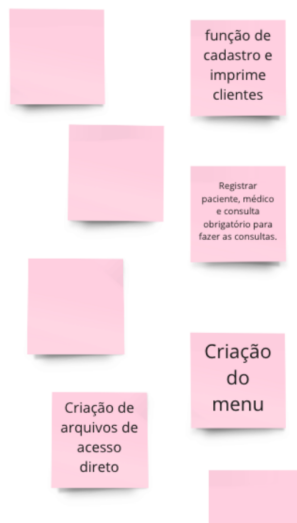 função de
cadastro e
imprime
clientes
Registrar
paciente, médico
e consulta
obrigatório para
fazer as consultas.
Criação
do
menu
Criação de
arquivos de
acesso
direto